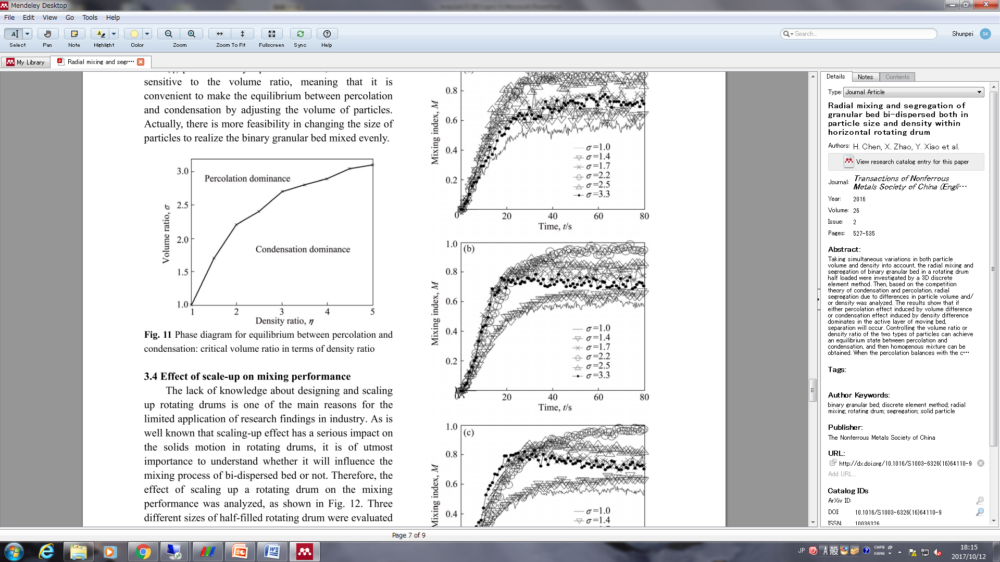 Mendeley Desktop
File Edit View Go Tools Help
Select Pan Note Highlight Color Zoom Zoom To Fit Fullscreen Sync Help
Search...
Shunpei SK
My Library
Radial mixing and segr···
sensitive to the volume ratio, meaning that it is
convenient to make the equilibrium between percolation
and condensation by adjusting the volume of particles.
Actually, there is more feasibility in changing the size of
particles to realize the binary granular bed mixed evenly.
3.0
2.5
2.0
1.5
1.0
Volume ratio, σ
Percolation dominance
Condensation dominance
1 2 3 4 5
Density ratio, η
Fig. 11 Phase diagram for equilibrium between percolation and
condensation: critical volume ratio in terms of density ratio
3.4 Effect of scale-up on mixing performance
The lack of knowledge about designing and scaling
up rotating drums is one of the main reasons for the
limited application of research findings in industry. As is
well known that scaling-up effect has a serious impact on
the solids motion in rotating drums, it is of utmost
importance to understand whether it will influence the
mixing process of bi-dispersed bed or not. Therefore, the
effect of scaling up a rotating drum on the mixing
performance was analyzed, as shown in Fig. 12. Three
different sizes of half-filled rotating drum were evaluated
0.8
0.6
0.4
0.2
Mixing index, M
σ=1.0
σ=1.4
σ=1.7
σ=2.2
σ=2.5
σ=3.3
0 20 40 60 80
Time, t/s
(b)
1.0
0.8
0.6
0.4
0.2
Mixing index, M
σ=1.0
σ=1.4
σ=1.7
σ=2.2
σ=2.5
σ=3.3
0 20 40 60 80
Time, t/s
(c)
1.0
0.8
0.6
0.4
Mixing index, M
σ=1.0
σ=1.4
Details Notes Contents
Type: Journal Article
Radial mixing and segregation of
granular bed bi-dispersed both in
particle size and density within
horizontal rotating drum
Authors: H. Chen, X. Zhao, Y. Xiao et al.
View research catalog entry for this paper
Journal: Transactions of Nonferrous
Metals Society of China (Engli···
Year: 2016
Volume: 26
Issue: 2
Pages: 527-535
Abstract:
Taking simultaneous variations in both particle
volume and density into account, the radial mixing and
segregation of binary granular bed in a rotating drum
half loaded were investigated by a 3D discrete
element method. Then, based on the competition
theory of condensation and percolation, radial
segregation due to differences in particle volume and/
or density was analyzed. The results show that if
either percolation effect induced by volume difference
or condensation effect induced by density difference
dominates in the active layer of moving bed,
separation will occur. Controlling the volume ratio or
density ratio of the two types of particles can achieve
an equilibrium state between percolation and
condensation, and then homogenous mixture can be
obtained. When the percolation balances with the c···
Tags:
Author Keywords:
binary granular bed; discrete element method; radial
mixing; rotating drum; segregation; solid particle
Publisher:
The Nonferrous Metals Society of China
URL:
http://dx.doi.org/10.1016/S1003-6326(16)64110-9
Add URL...
Catalog IDs
ArXiv ID:
DOI: 10.1016/S1003-6326(16)64110-9
ISSN: 10036326
Page 7 of 9
JP A 般 CAPS KANA
18:15
2017/10/12